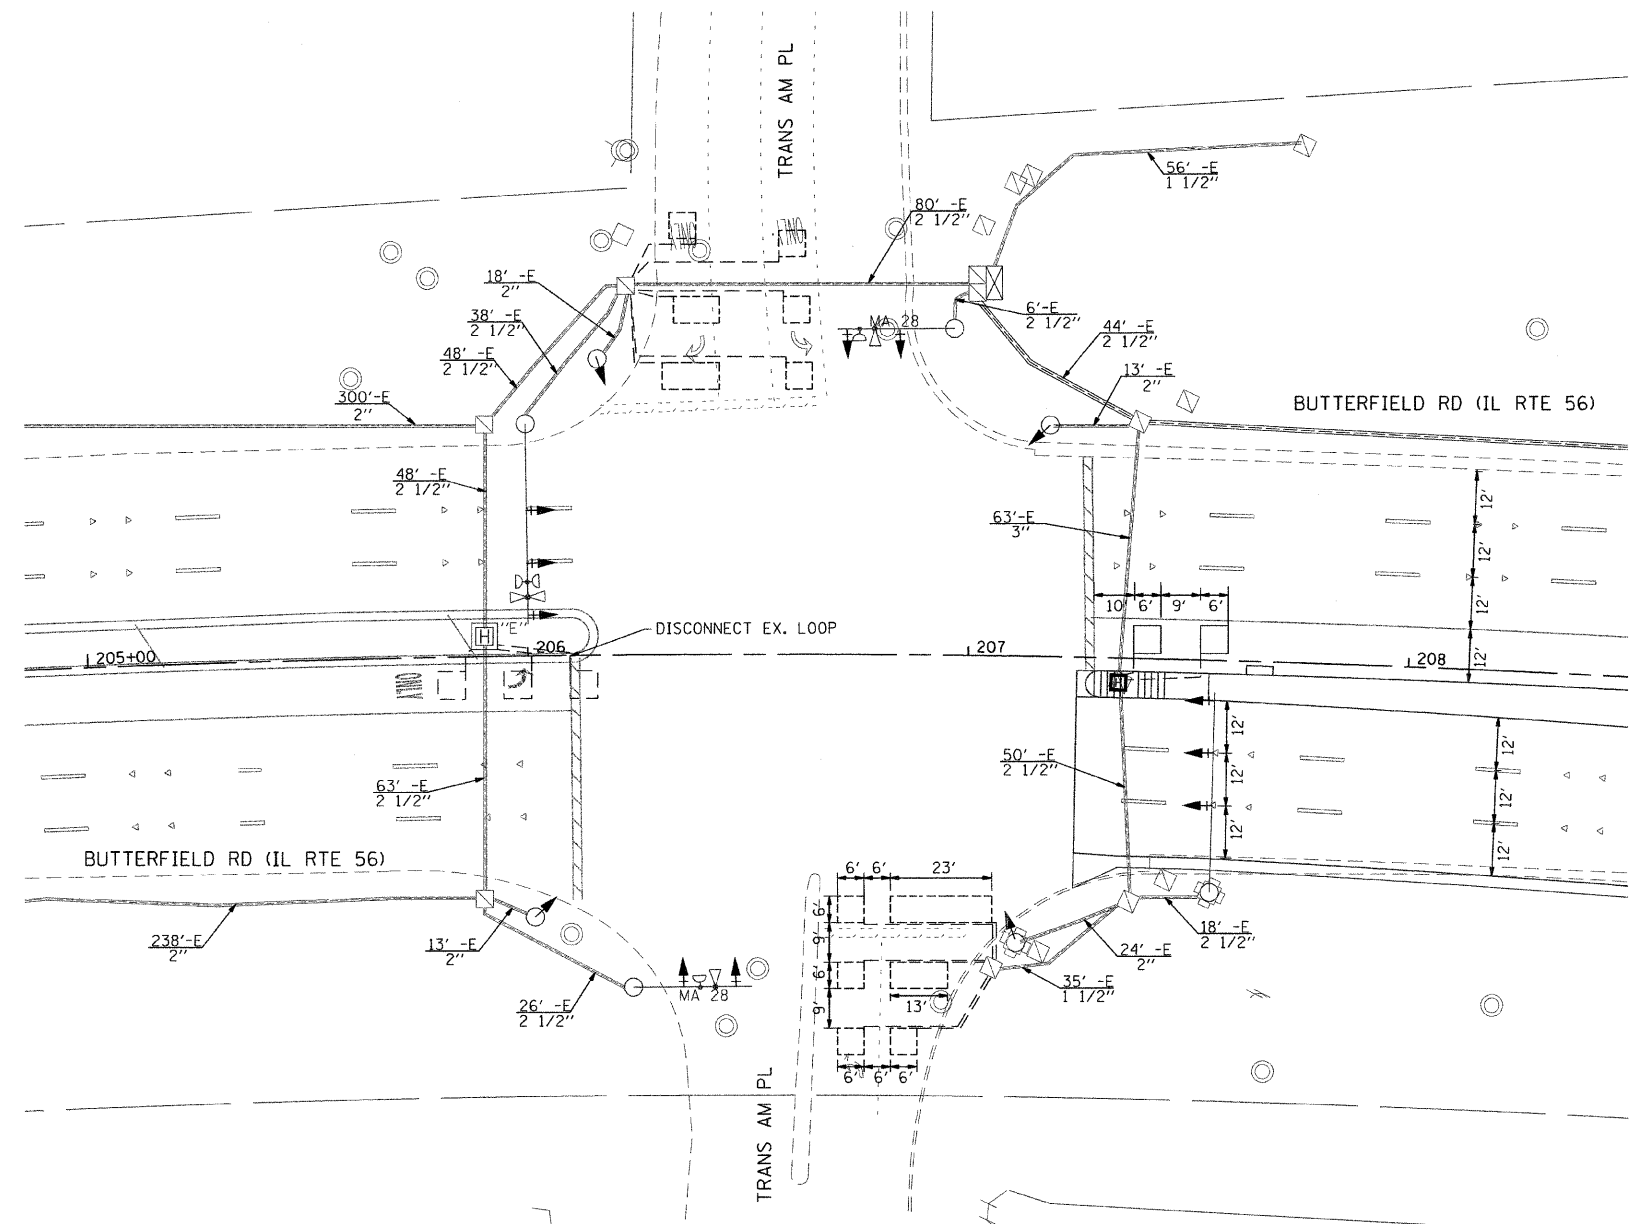 TRANS AM PL
56' -E
1 1/2"
80' -E
2 1/2"
18' -E
2"
38' -E
2 1/2"
48' -E
2 1/2"
300'-E
2"
MA 28
6'-E
2 1/2"
44' -E
2 1/2"
13' -E
2"
BUTTERFIELD RD (IL RTE 56)
48' -E
2 1/2"
63'-E
3"
12'
12'
12'
12'
10' 6' 9' 6'
H "E"
DISCONNECT EX. LOOP
205+00
206
207
208
ONLY
H
50' -E
2 1/2"
12'
12'
12'
12'
12'
12'
63' -E
2 1/2"
BUTTERFIELD RD (IL RTE 56)
6' 6' 23'
6'
9'
6'
9'
13'
6' 6' 6'
238'-E
2"
13' -E
2"
26' -E
2 1/2"
MA 28
18' -E
2 1/2"
24' -E
2"
35' -E
1 1/2"
TRANS AM PL